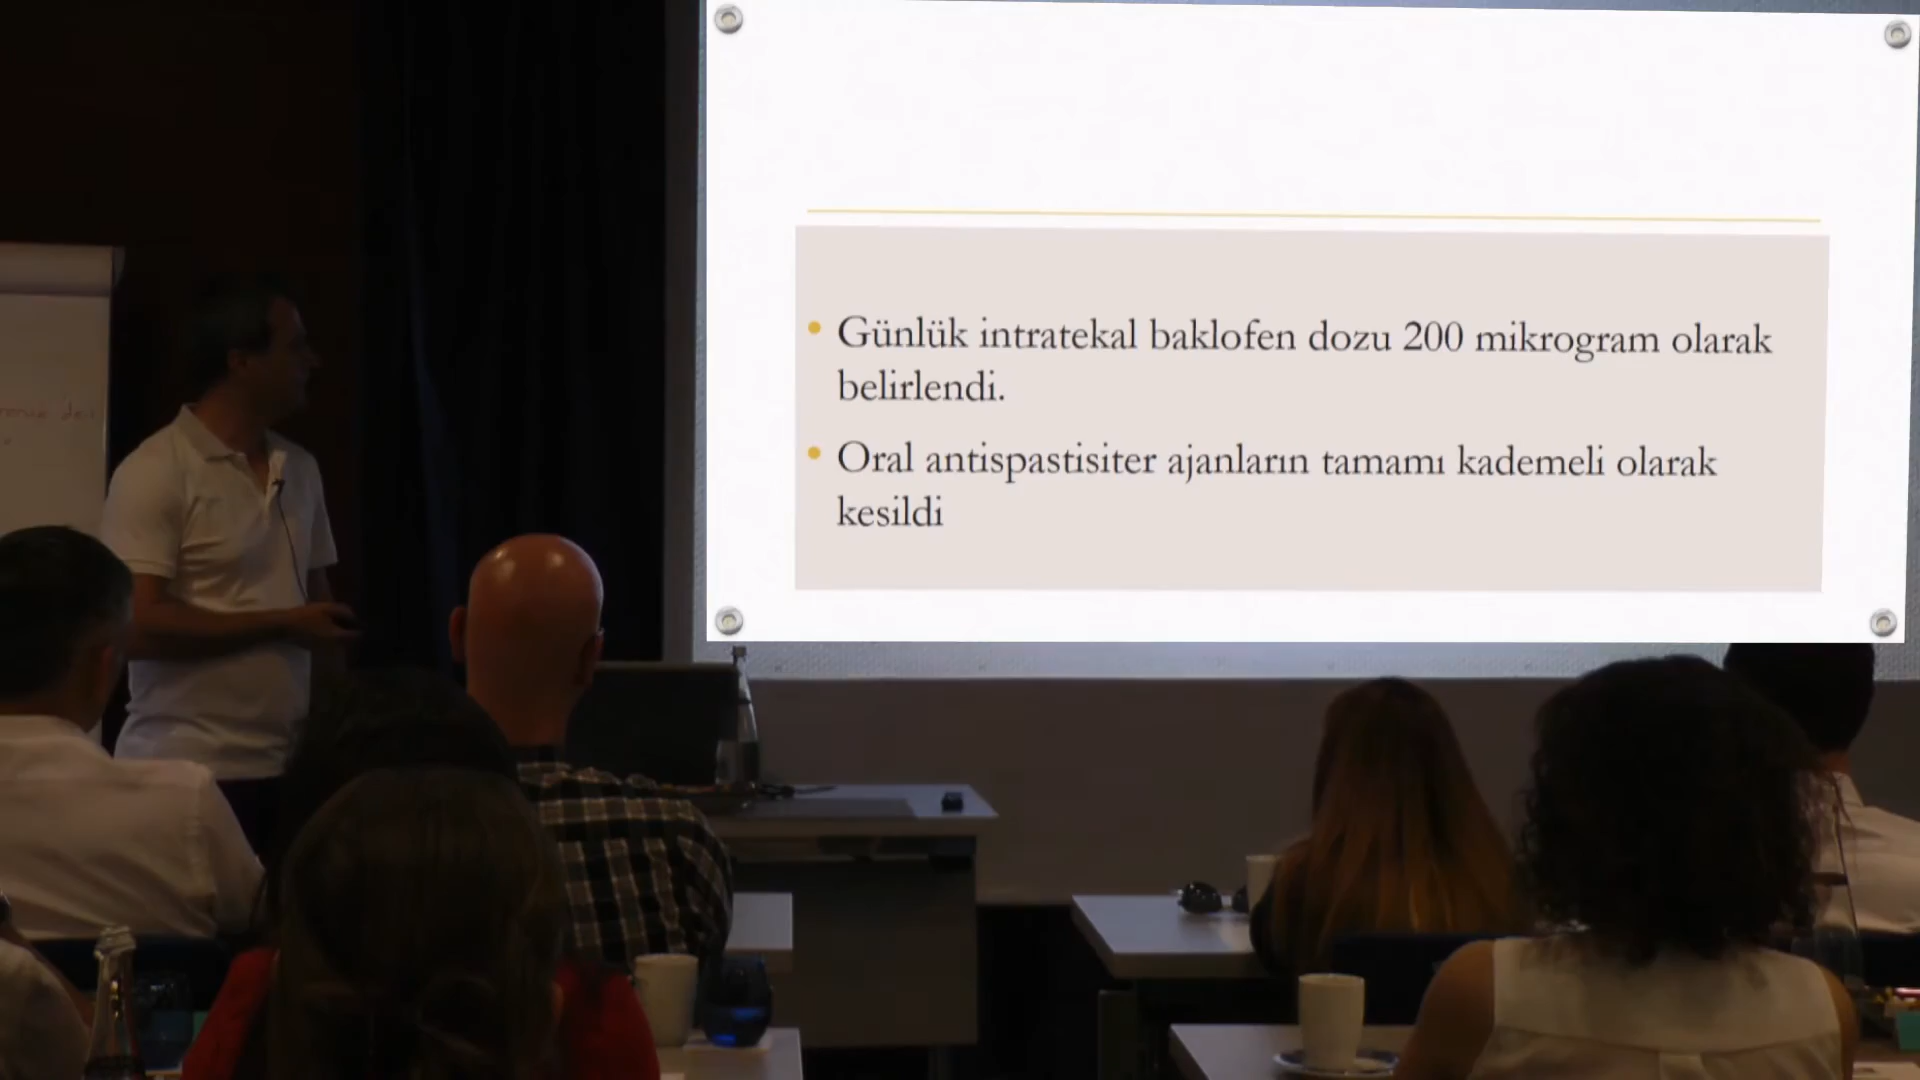 Günlük intratekal baklofen dozu 200 mikrogram olarak
belirlendi.
Oral antispastisiter ajanların tamamı kademeli olarak
kesildi